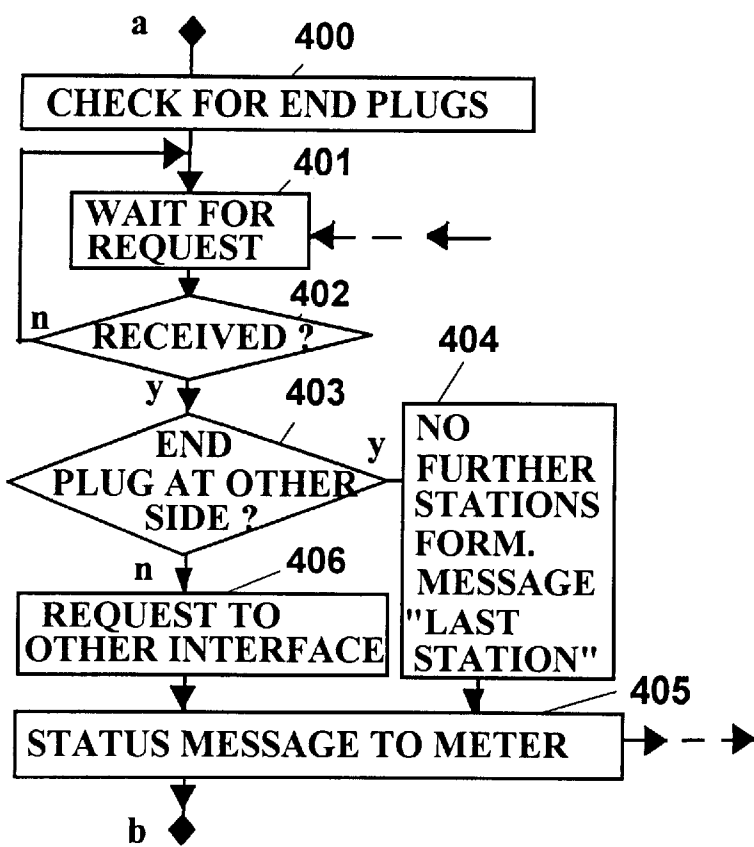 a
400
CHECK FOR END PLUGS
401
WAIT FOR
REQUEST
402
n
RECEIVED ?
404
y
403
END
PLUG AT OTHER
SIDE ?
y
NO
FURTHER
STATIONS
FORM.
MESSAGE
"LAST
STATION"
n
406
REQUEST TO
OTHER INTERFACE
405
STATUS MESSAGE TO METER
b